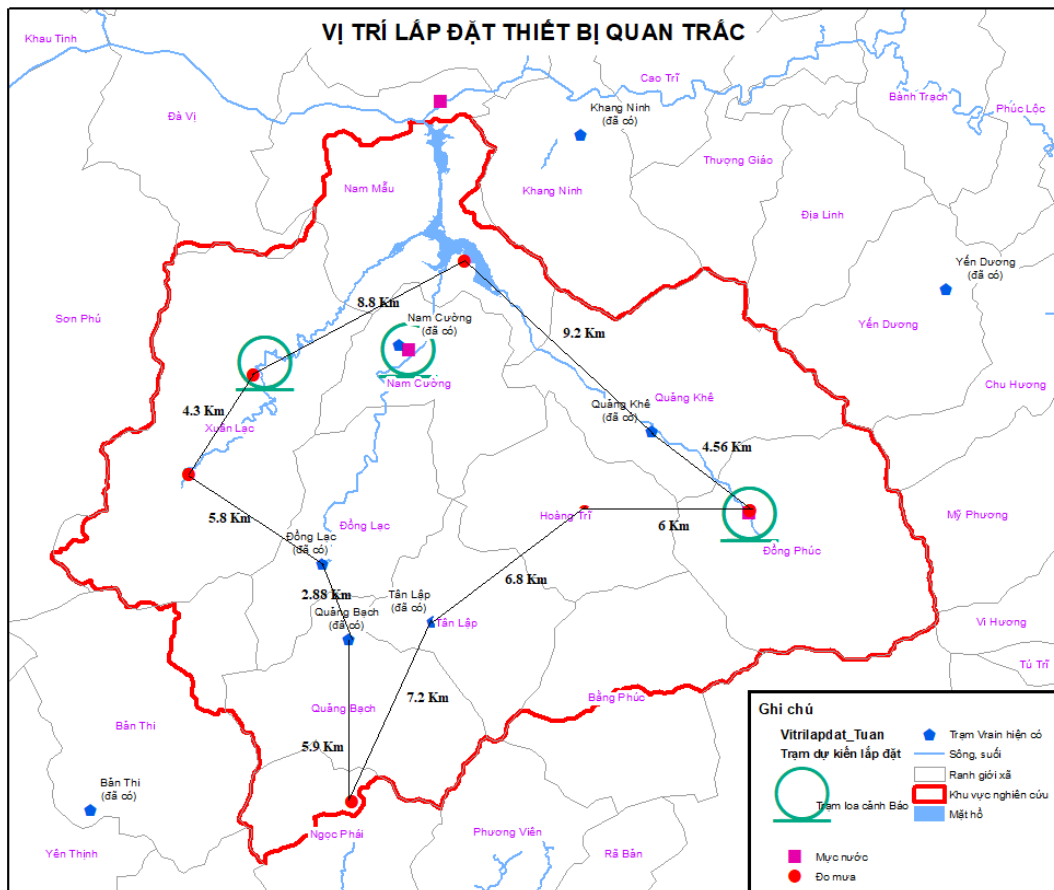 VỊ TRÍ LẮP ĐẶT THIẾT BỊ QUAN TRẮC
Khau Tinh
Cao Trĩ
Bành Trạch
Phúc Lộc
Đà Vị
Khang Ninh
(đã có)
Thượng Giáo
Nam Mẫu
Khang Ninh
Địa Linh
Yến Dương
(đã có)
8.8 Km
Sơn Phú
Nam Cường
(đã có)
9.2 Km
Yến Dương
Nam Cường
Chu Hương
4.3 Km
Quảng Khê
(đã có)
Quảng Khê
Xuân Lạc
4.56 Km
5.8 Km
Đồng Lạc
Hoàng Trĩ
6 Km
Mỹ Phương
Đồng Lạc
(đã có)
Đồng Phúc
6.8 Km
2.88 Km
Tân Lập
(đã có)
Quảng Bạch
(đã có)
Tân Lập
Vi Hương
Tú Trĩ
7.2 Km
Quảng Bạch
Bằng Phúc
Bản Thi
5.9 Km
Bản Thi
(đã có)
Ngọc Phái
Phương Viên
Yên Thịnh
Rã Bản
Ghi chú
Vitrilapdat_Tuan
Trạm dự kiến lắp đặt
Trạm loa cảnh Báo
Mực nước
Đo mưa
Trạm Vrain hiện có
Sông, suối
Ranh giới xã
Khu vực nghiên cứu
Mặt hồ